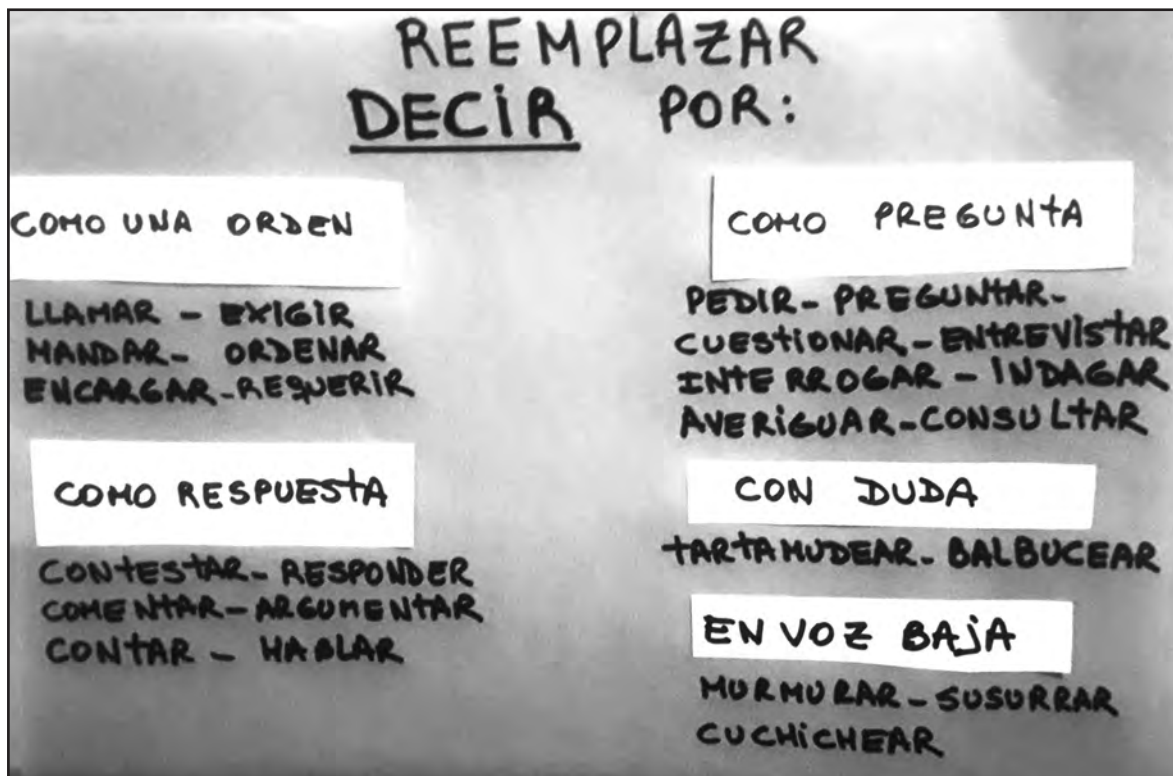 REEMPLAZAR
DECIR POR:
COMO UNA ORDEN
LLAMAR - EXIGIR
MANDAR - ORDENAR
ENCARGAR - REQUERIR
COMO RESPUESTA
CONTESTAR - RESPONDER
COMENTAR - ARGUMENTAR
CONTAR - HABLAR
COMO PREGUNTA
PEDIR - PREGUNTAR -
CUESTIONAR - ENTREVISTAR
INTERROGAR - INDAGAR
AVERIGUAR - CONSULTAR
CON DUDA
TARTAMUDEAR - BALBUCEAR
EN VOZ BAJA
MURMURAR - SUSURRAR
CUCHICHEAR